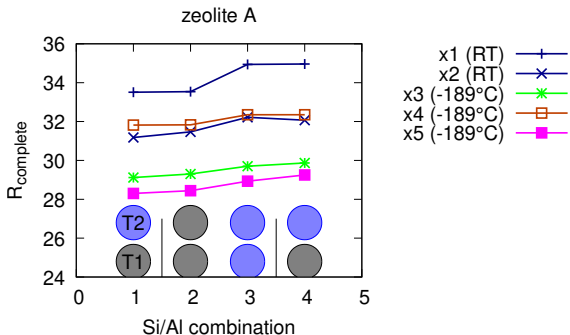 zeolite A
36
34
32
30
28
26
24
R_complete
T2
T1
0 1 2 3 4 5
Si/Al combination
x1 (RT)
x2 (RT)
x3 (-189°C)
x4 (-189°C)
x5 (-189°C)